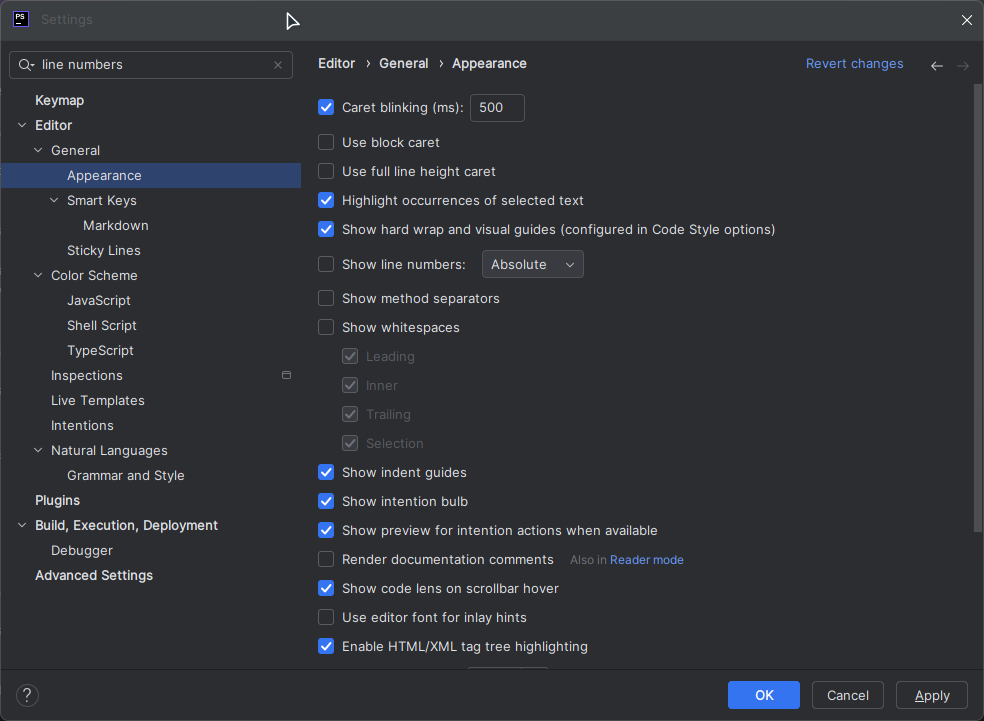 PS
Settings
line numbers
Keymap
Editor
General
Appearance
Smart Keys
Markdown
Sticky Lines
Color Scheme
JavaScript
Shell Script
TypeScript
Inspections
Live Templates
Intentions
Natural Languages
Grammar and Style
Plugins
Build, Execution, Deployment
Debugger
Advanced Settings
Editor › General › Appearance
Revert changes
Caret blinking (ms): 500
Use block caret
Use full line height caret
Highlight occurrences of selected text
Show hard wrap and visual guides (configured in Code Style options)
Show line numbers: Absolute
Show method separators
Show whitespaces
Leading
Inner
Trailing
Selection
Show indent guides
Show intention bulb
Show preview for intention actions when available
Render documentation comments Also in Reader mode
Show code lens on scrollbar hover
Use editor font for inlay hints
Enable HTML/XML tag tree highlighting
?
OK
Cancel
Apply